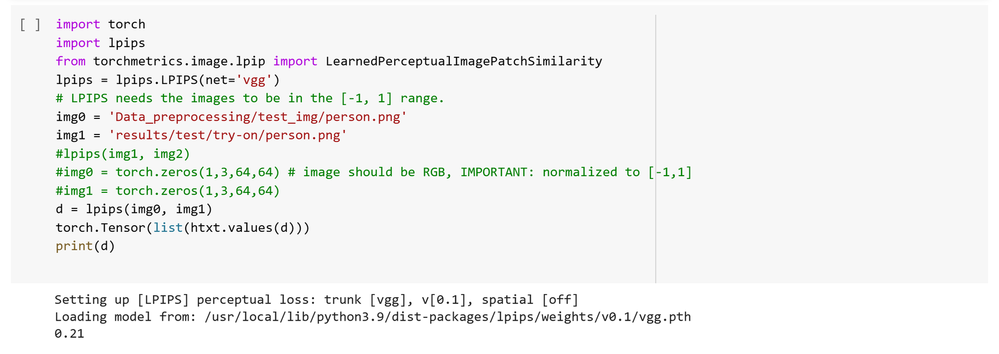 [ ] import torch
import lpips
from torchmetrics.image.lpip import LearnedPerceptualImagePatchSimilarity
lpips = lpips.LPIPS(net='vgg')
# LPIPS needs the images to be in the [-1, 1] range.
img0 = 'Data_preprocessing/test_img/person.png'
img1 = 'results/test/try-on/person.png'
#lpips(img1, img2)
#img0 = torch.zeros(1,3,64,64) # image should be RGB, IMPORTANT: normalized to [-1,1]
#img1 = torch.zeros(1,3,64,64)
d = lpips(img0, img1)
torch.Tensor(list(htxt.values(d)))
print(d)
Setting up [LPIPS] perceptual loss: trunk [vgg], v[0.1], spatial [off]
Loading model from: /usr/local/lib/python3.9/dist-packages/lpips/weights/v0.1/vgg.pth
0.21